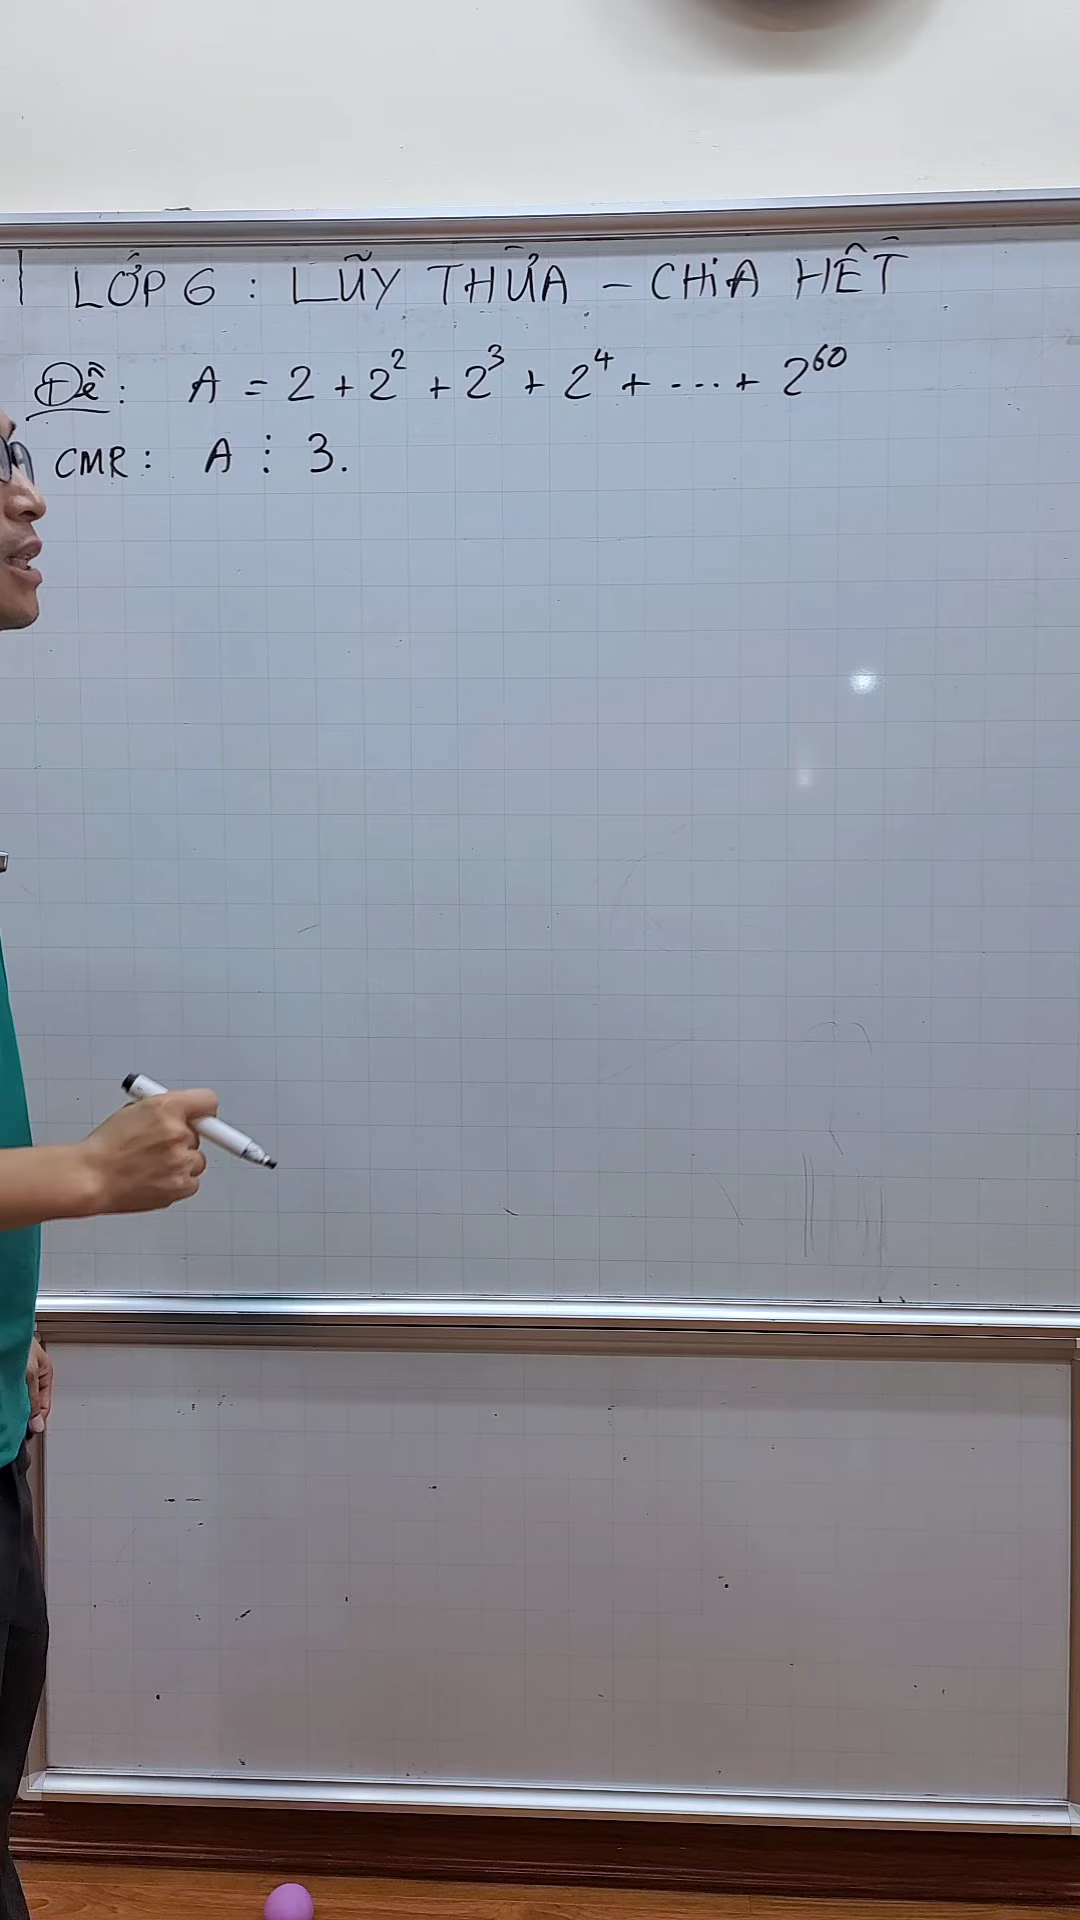 LỚP 6 : LŨY THỪA – CHIA HẾT
Đề: A = 2 + 2² + 2³ + 2⁴ + ... + 2⁶⁰
CMR: A ⋮ 3.